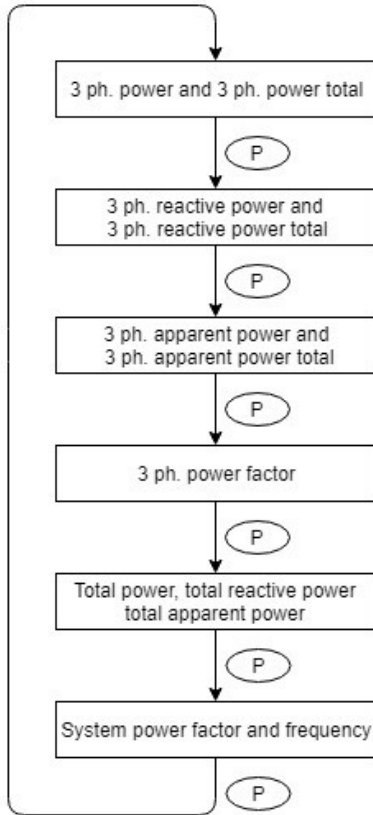 3 ph. power and 3 ph. power total
P
3 ph. reactive power and
3 ph. reactive power total
P
3 ph. apparent power and
3 ph. apparent power total
P
3 ph. power factor
P
Total power, total reactive power
total apparent power
P
System power factor and frequency
P